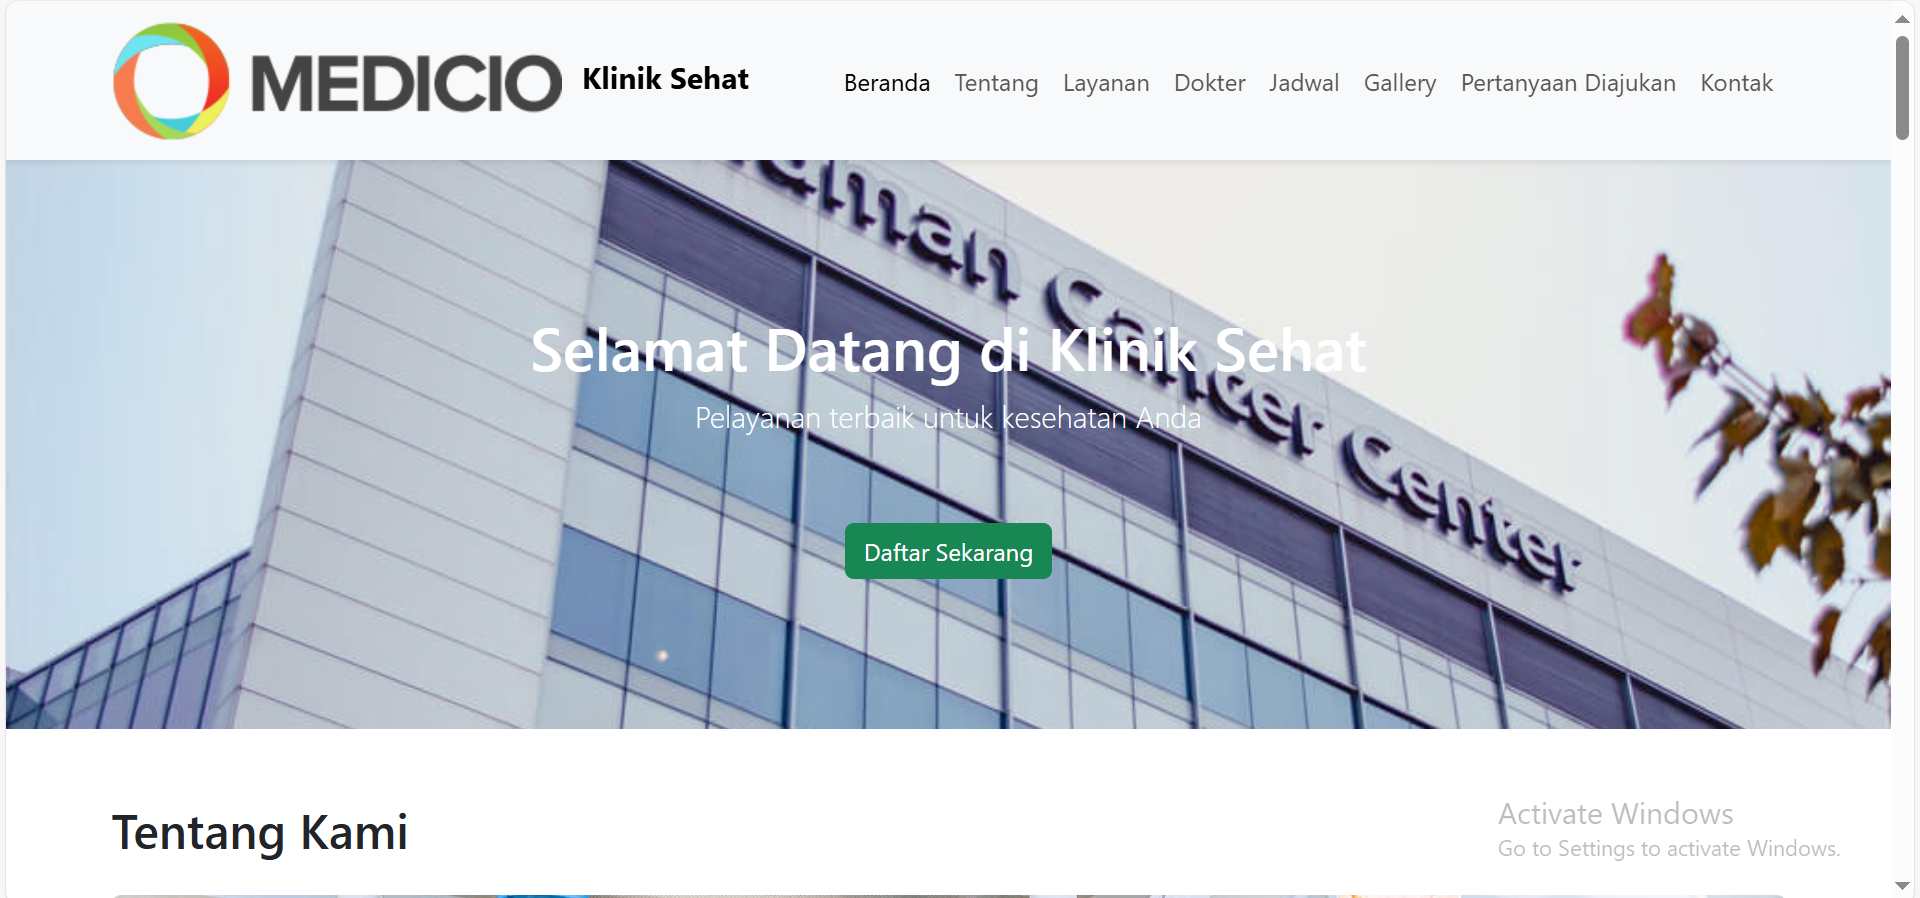 MEDICIO
Klinik Sehat
Beranda
Tentang
Layanan
Dokter
Jadwal
Gallery
Pertanyaan Diajukan
Kontak
Cancer Center
Selamat Datang di Klinik Sehat
Pelayanan terbaik untuk kesehatan Anda
Daftar Sekarang
Tentang Kami
Activate Windows
Go to Settings to activate Windows.